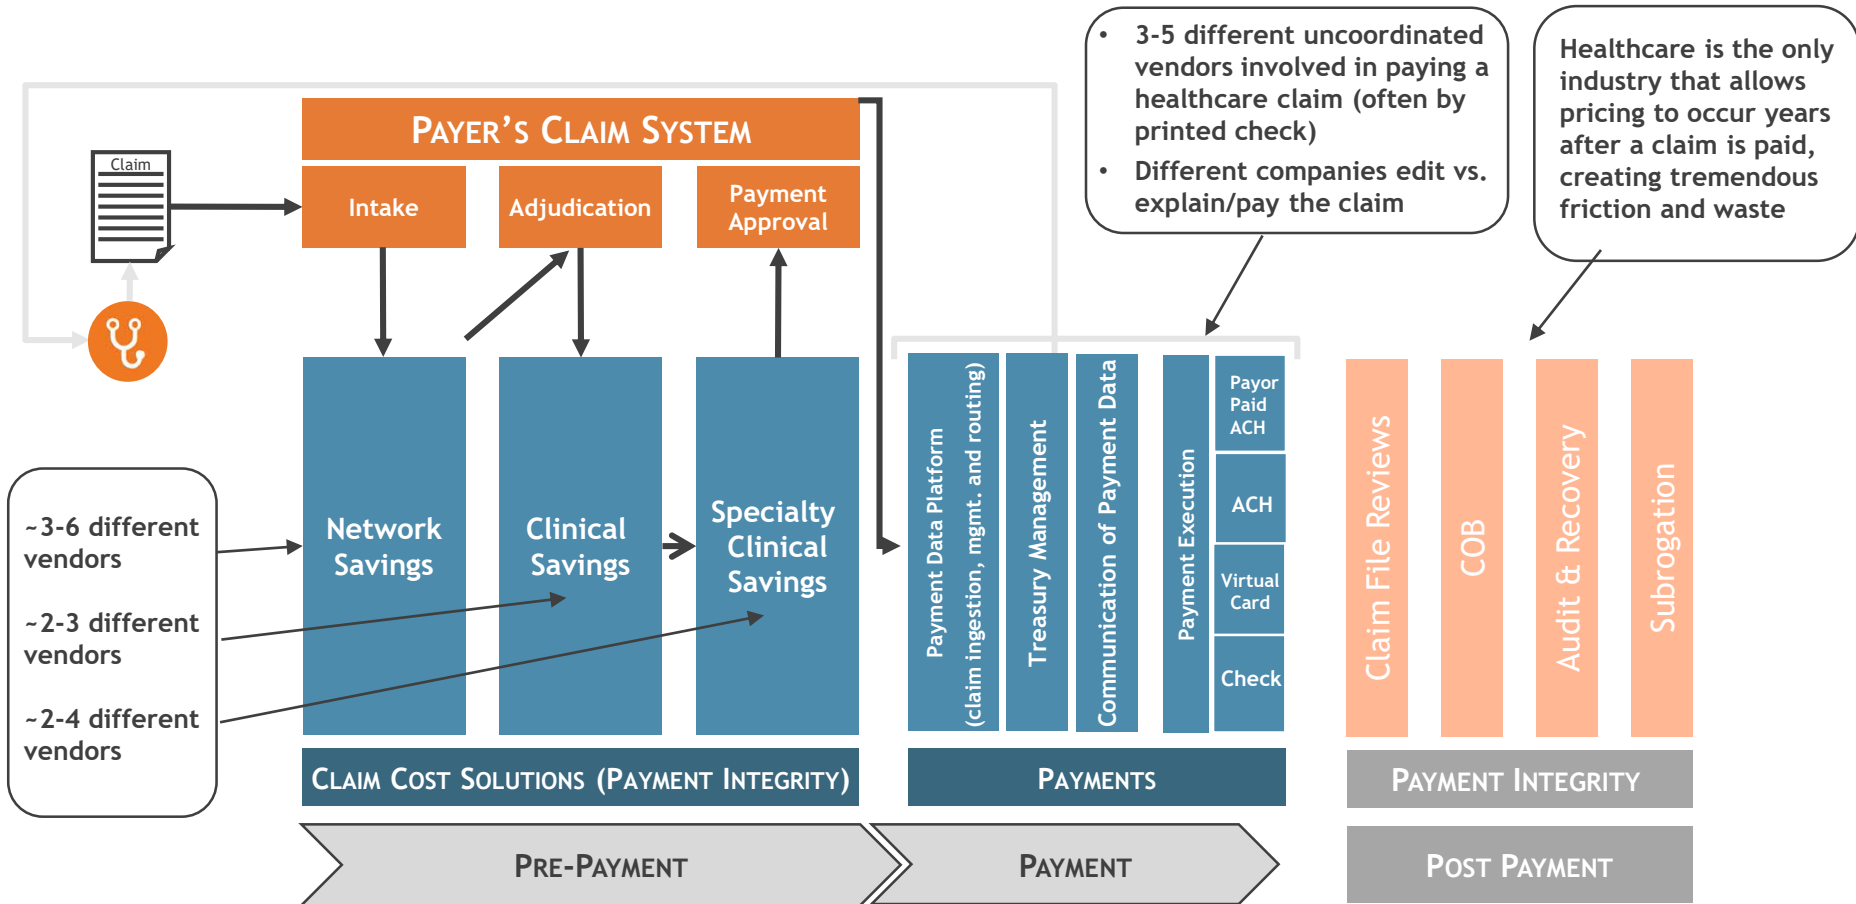 • 3-5 different uncoordinated
vendors involved in paying a
healthcare claim (often by
printed check)
• Different companies edit vs.
explain/pay the claim
Healthcare is the only
industry that allows
pricing to occur years
after a claim is paid,
creating tremendous
friction and waste
PAYER'S CLAIM SYSTEM
Claim
Intake
Adjudication
Payment
Approval
~3-6 different
vendors
~2-3 different
vendors
~2-4 different
vendors
Network
Savings
Clinical
Savings
Specialty
Clinical
Savings
Payment Data Platform
(claim ingestion, mgmt. and routing)
Treasury Management
Communication of Payment Data
Payment Execution
Payor
Paid
ACH
ACH
Virtual
Card
Check
Claim File Reviews
COB
Audit & Recovery
Subrogation
CLAIM COST SOLUTIONS (PAYMENT INTEGRITY)
PAYMENTS
PAYMENT INTEGRITY
PRE-PAYMENT
PAYMENT
POST PAYMENT